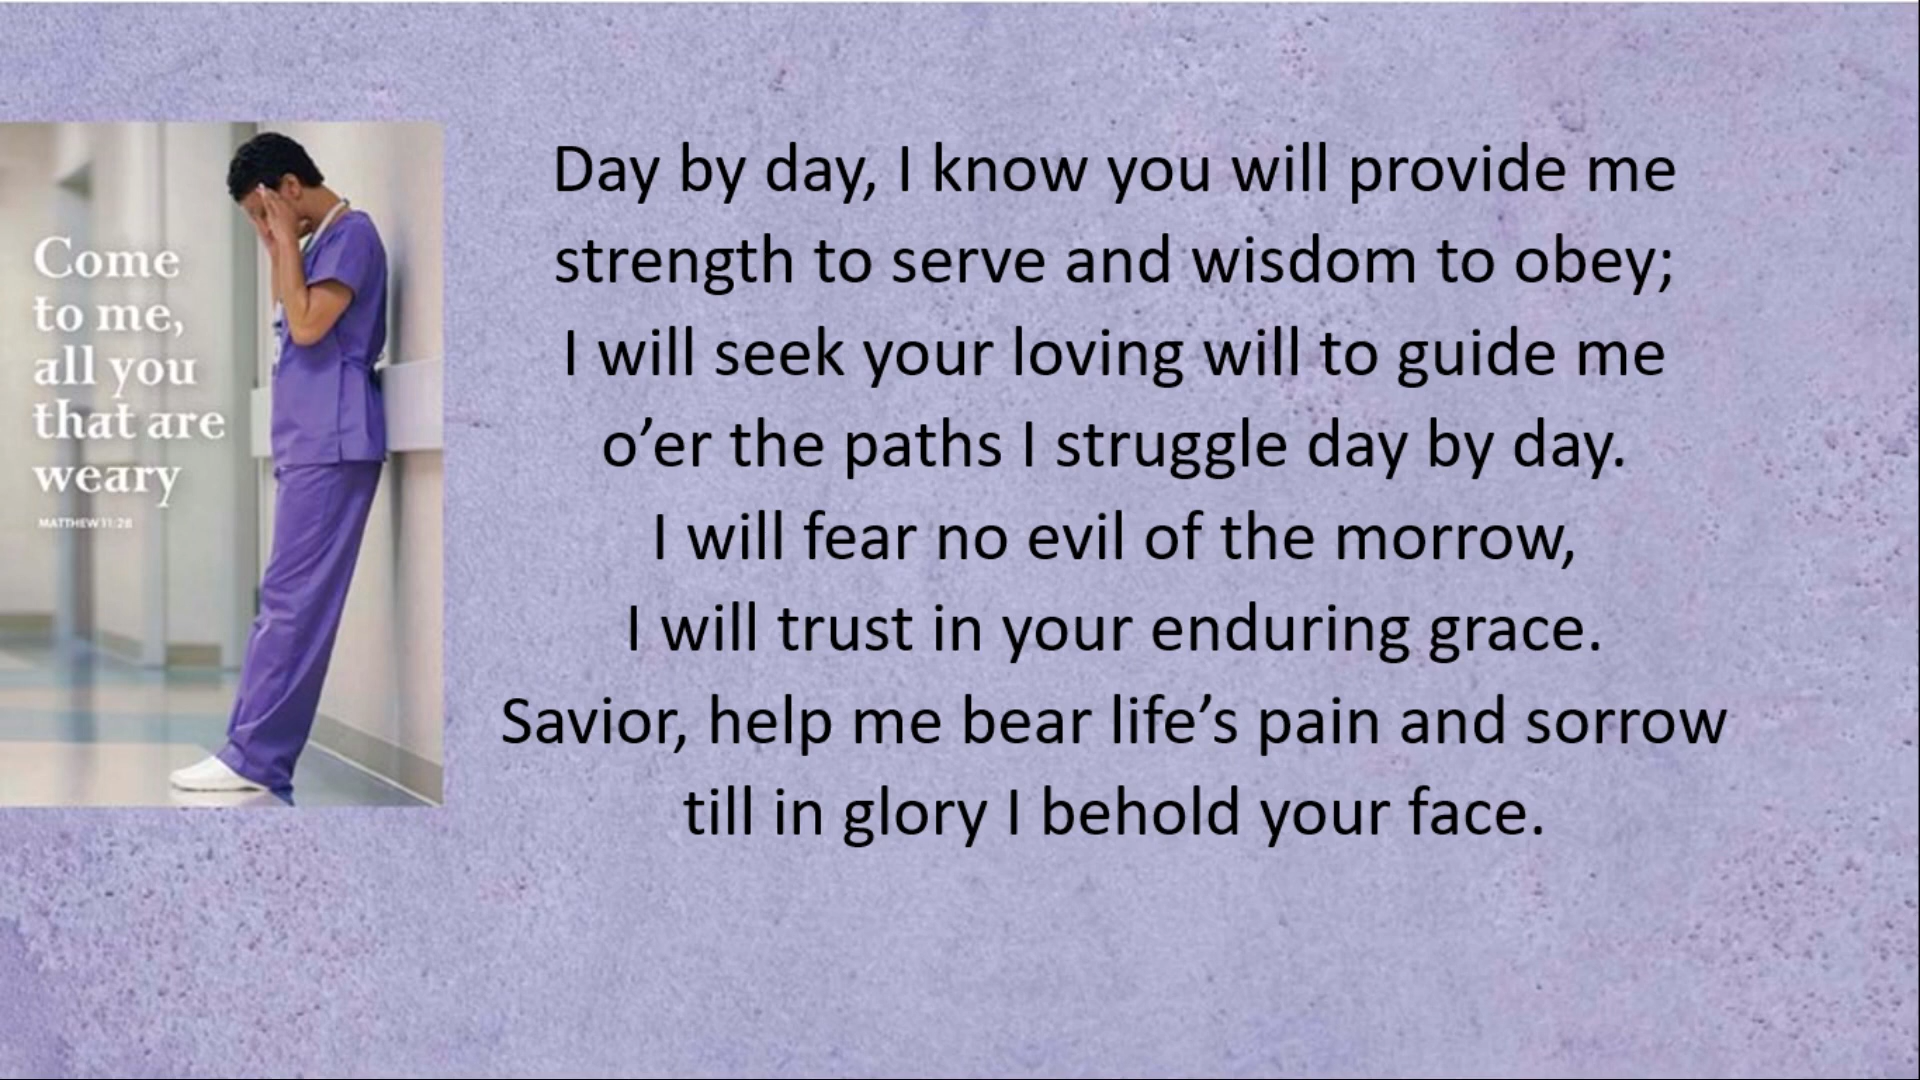 Come
to me,
all you
that are
weary
MATTHEW 11:28
Day by day, I know you will provide me
strength to serve and wisdom to obey;
I will seek your loving will to guide me
o’er the paths I struggle day by day.
I will fear no evil of the morrow,
I will trust in your enduring grace.
Savior, help me bear life’s pain and sorrow
till in glory I behold your face.